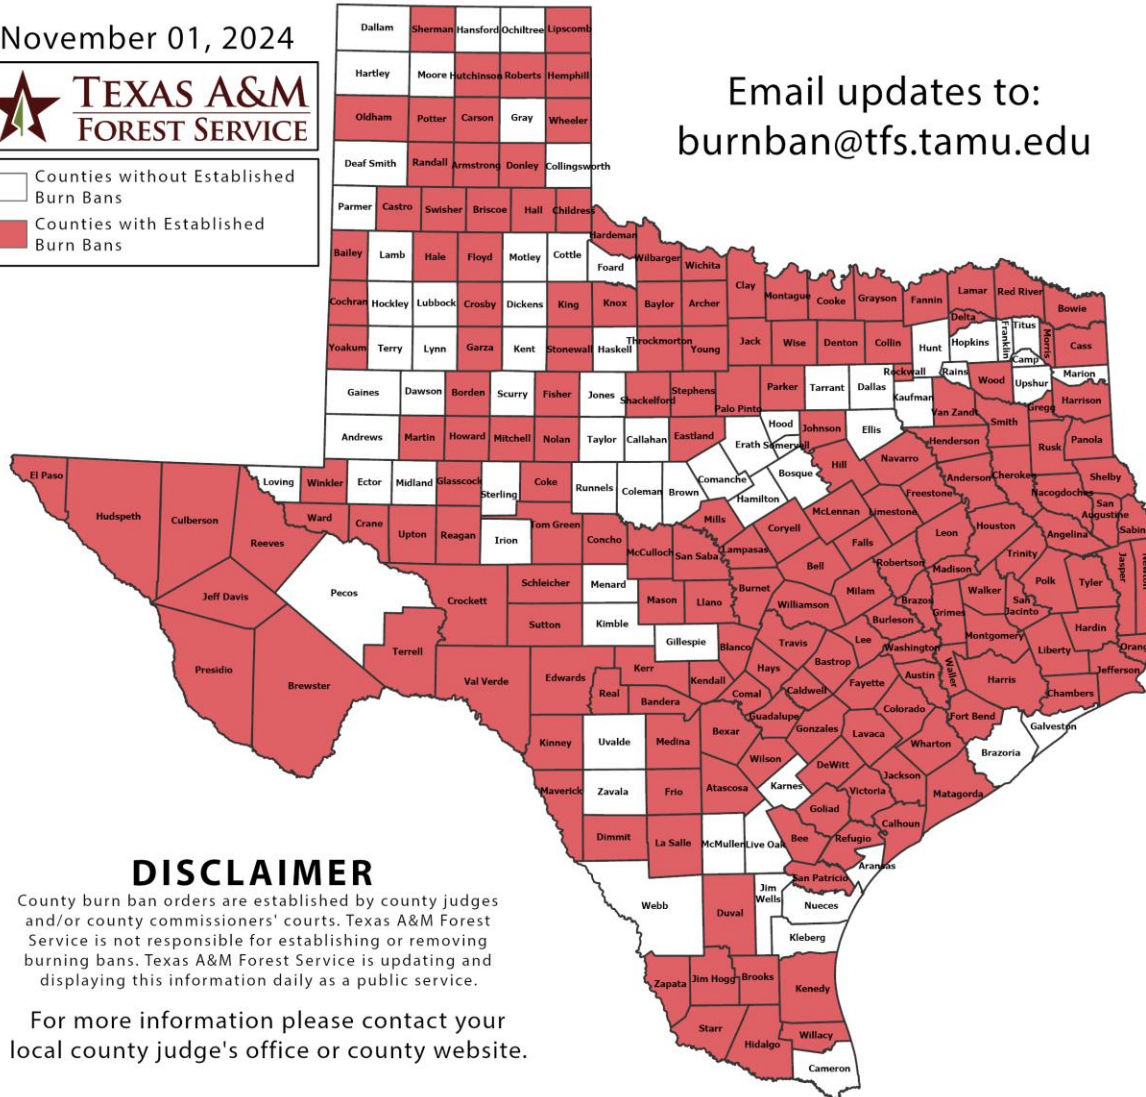 November 01, 2024
TEXAS A&M
FOREST SERVICE
Counties without Established
Burn Bans
Counties with Established
Burn Bans
Email updates to:
burnban@tfs.tamu.edu
Dallam Sherman Hansford Ochiltree Lipscomb
Hartley Moore Hutchinson Roberts Hemphill
Oldham Potter Carson Gray Wheeler
Deaf Smith Randall Armstrong Donley Collingsworth
Parmer Castro Swisher Briscoe Hall Childress
Hardeman
Bailey Lamb Hale Floyd Motley Cottle Foard Wilbarger Wichita
Clay Montague Cooke Grayson Fannin Lamar Red River Bowie
Cochran Hockley Lubbock Crosby Dickens King Knox Baylor Archer
Delta Franklin Titus Morris Cass
Yoakum Terry Lynn Garza Kent Stonewall Haskell Throckmorton Young Jack Wise Denton Collin Hunt Hopkins
Camp
Rockwall Rains Wood Upshur Marion
Gaines Dawson Borden Scurry Fisher Jones Shackelford Stephens Palo Pinto Parker Tarrant Dallas Kaufman Van Zandt Gregg Harrison
Smith
Andrews Martin Howard Mitchell Nolan Taylor Callahan Eastland Erath Hood Somervell Johnson Ellis Henderson Rusk Panola
El Paso Hudspeth Culberson Loving Winkler Ector Midland Glasscock Sterling Coke Runnels Coleman Brown Comanche Hamilton Bosque Hill Navarro Anderson Cherokee Nacogdoches Shelby
Freestone San
Augustine
Sabin
Reeves Ward Crane Upton Reagan Irion Tom Green Concho McCulloch San Saba Mills Lampasas Coryell McLennan Limestone Falls Leon Houston Angelina Trinity
Jeff Davis Pecos Crockett Schleicher Menard Mason Llano Burnet Bell Milam Robertson Madison Walker Polk Tyler Jasper
Brazos Grimes San
Jacinto
Sutton Kimble Williamson Burleson Hardin
Presidio Brewster Terrell Val Verde Edwards Gillespie Blanco Travis Lee Washington Montgomery Liberty Orang
Kerr Real Bandera Kendall Hays Bastrop Fayette Austin Waller Harris Jefferson
Comal Caldwell Colorado Chambers
Kinney Uvalde Medina Bexar Guadalupe Gonzales Lavaca Wharton Fort Bend Brazoria Galveston
Maverick Zavala Frio Atascosa Wilson Karnes DeWitt Victoria Jackson Matagorda
Dimmit La Salle McMullen Live Oak Bee Goliad Refugio Calhoun
Aransas
San Patricio
Webb Duval Jim
Wells
Nueces
Kleberg
Zapata Jim Hogg Brooks Kenedy
Starr Hidalgo Willacy
Cameron
DISCLAIMER
County burn ban orders are established by county judges
and/or county commissioners' courts. Texas A&M Forest
Service is not responsible for establishing or removing
burning bans. Texas A&M Forest Service is updating and
displaying this information daily as a public service.
For more information please contact your
local county judge's office or county website.